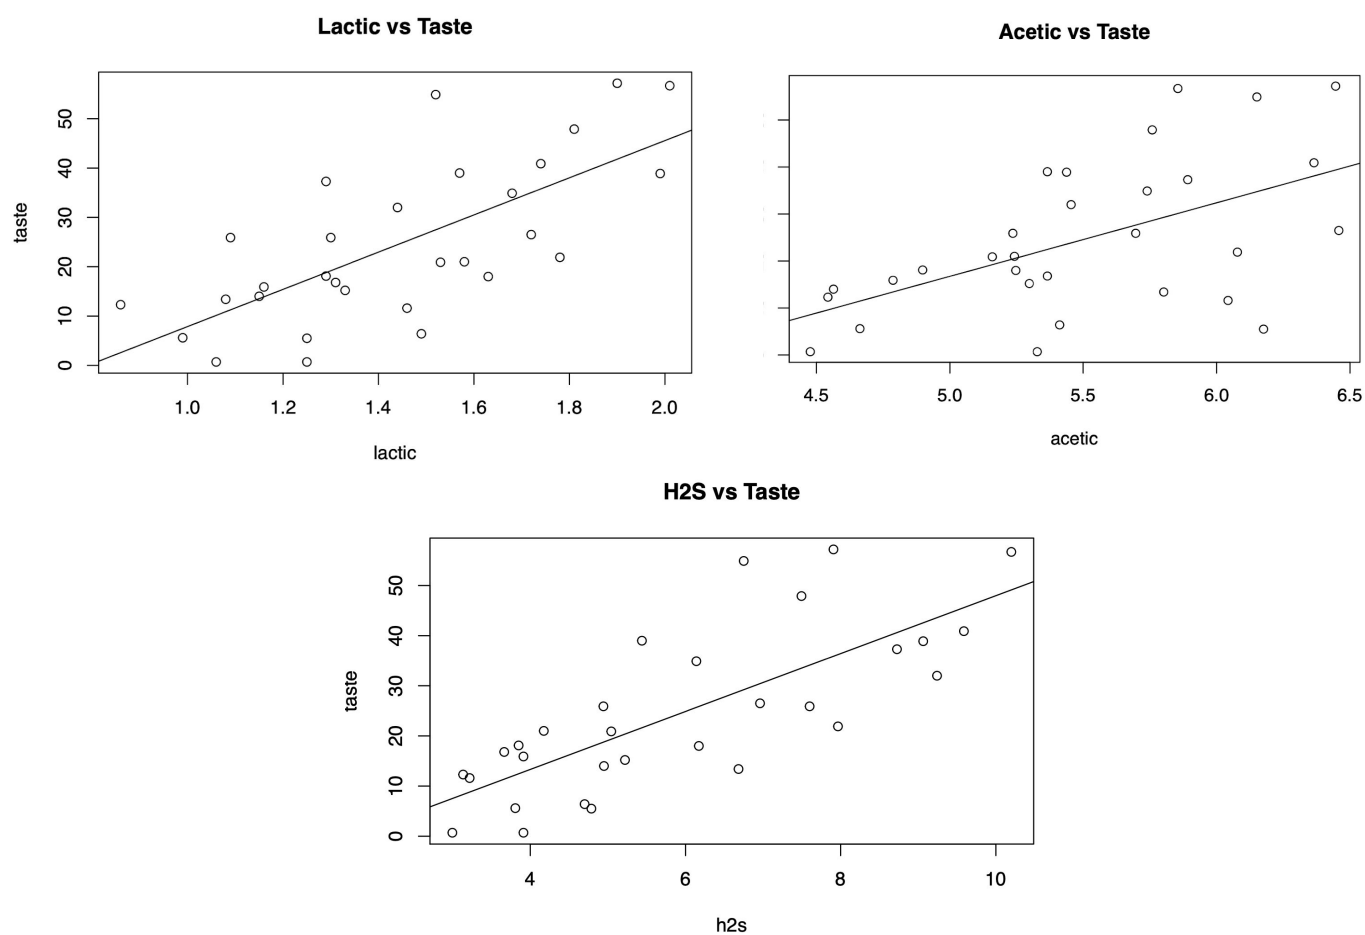 Lactic vs Taste
taste
0 10 20 30 40 50
1.0 1.2 1.4 1.6 1.8 2.0
lactic
Acetic vs Taste
4.5 5.0 5.5 6.0 6.5
acetic
H2S vs Taste
taste
0 10 20 30 40 50
4 6 8 10
h2s